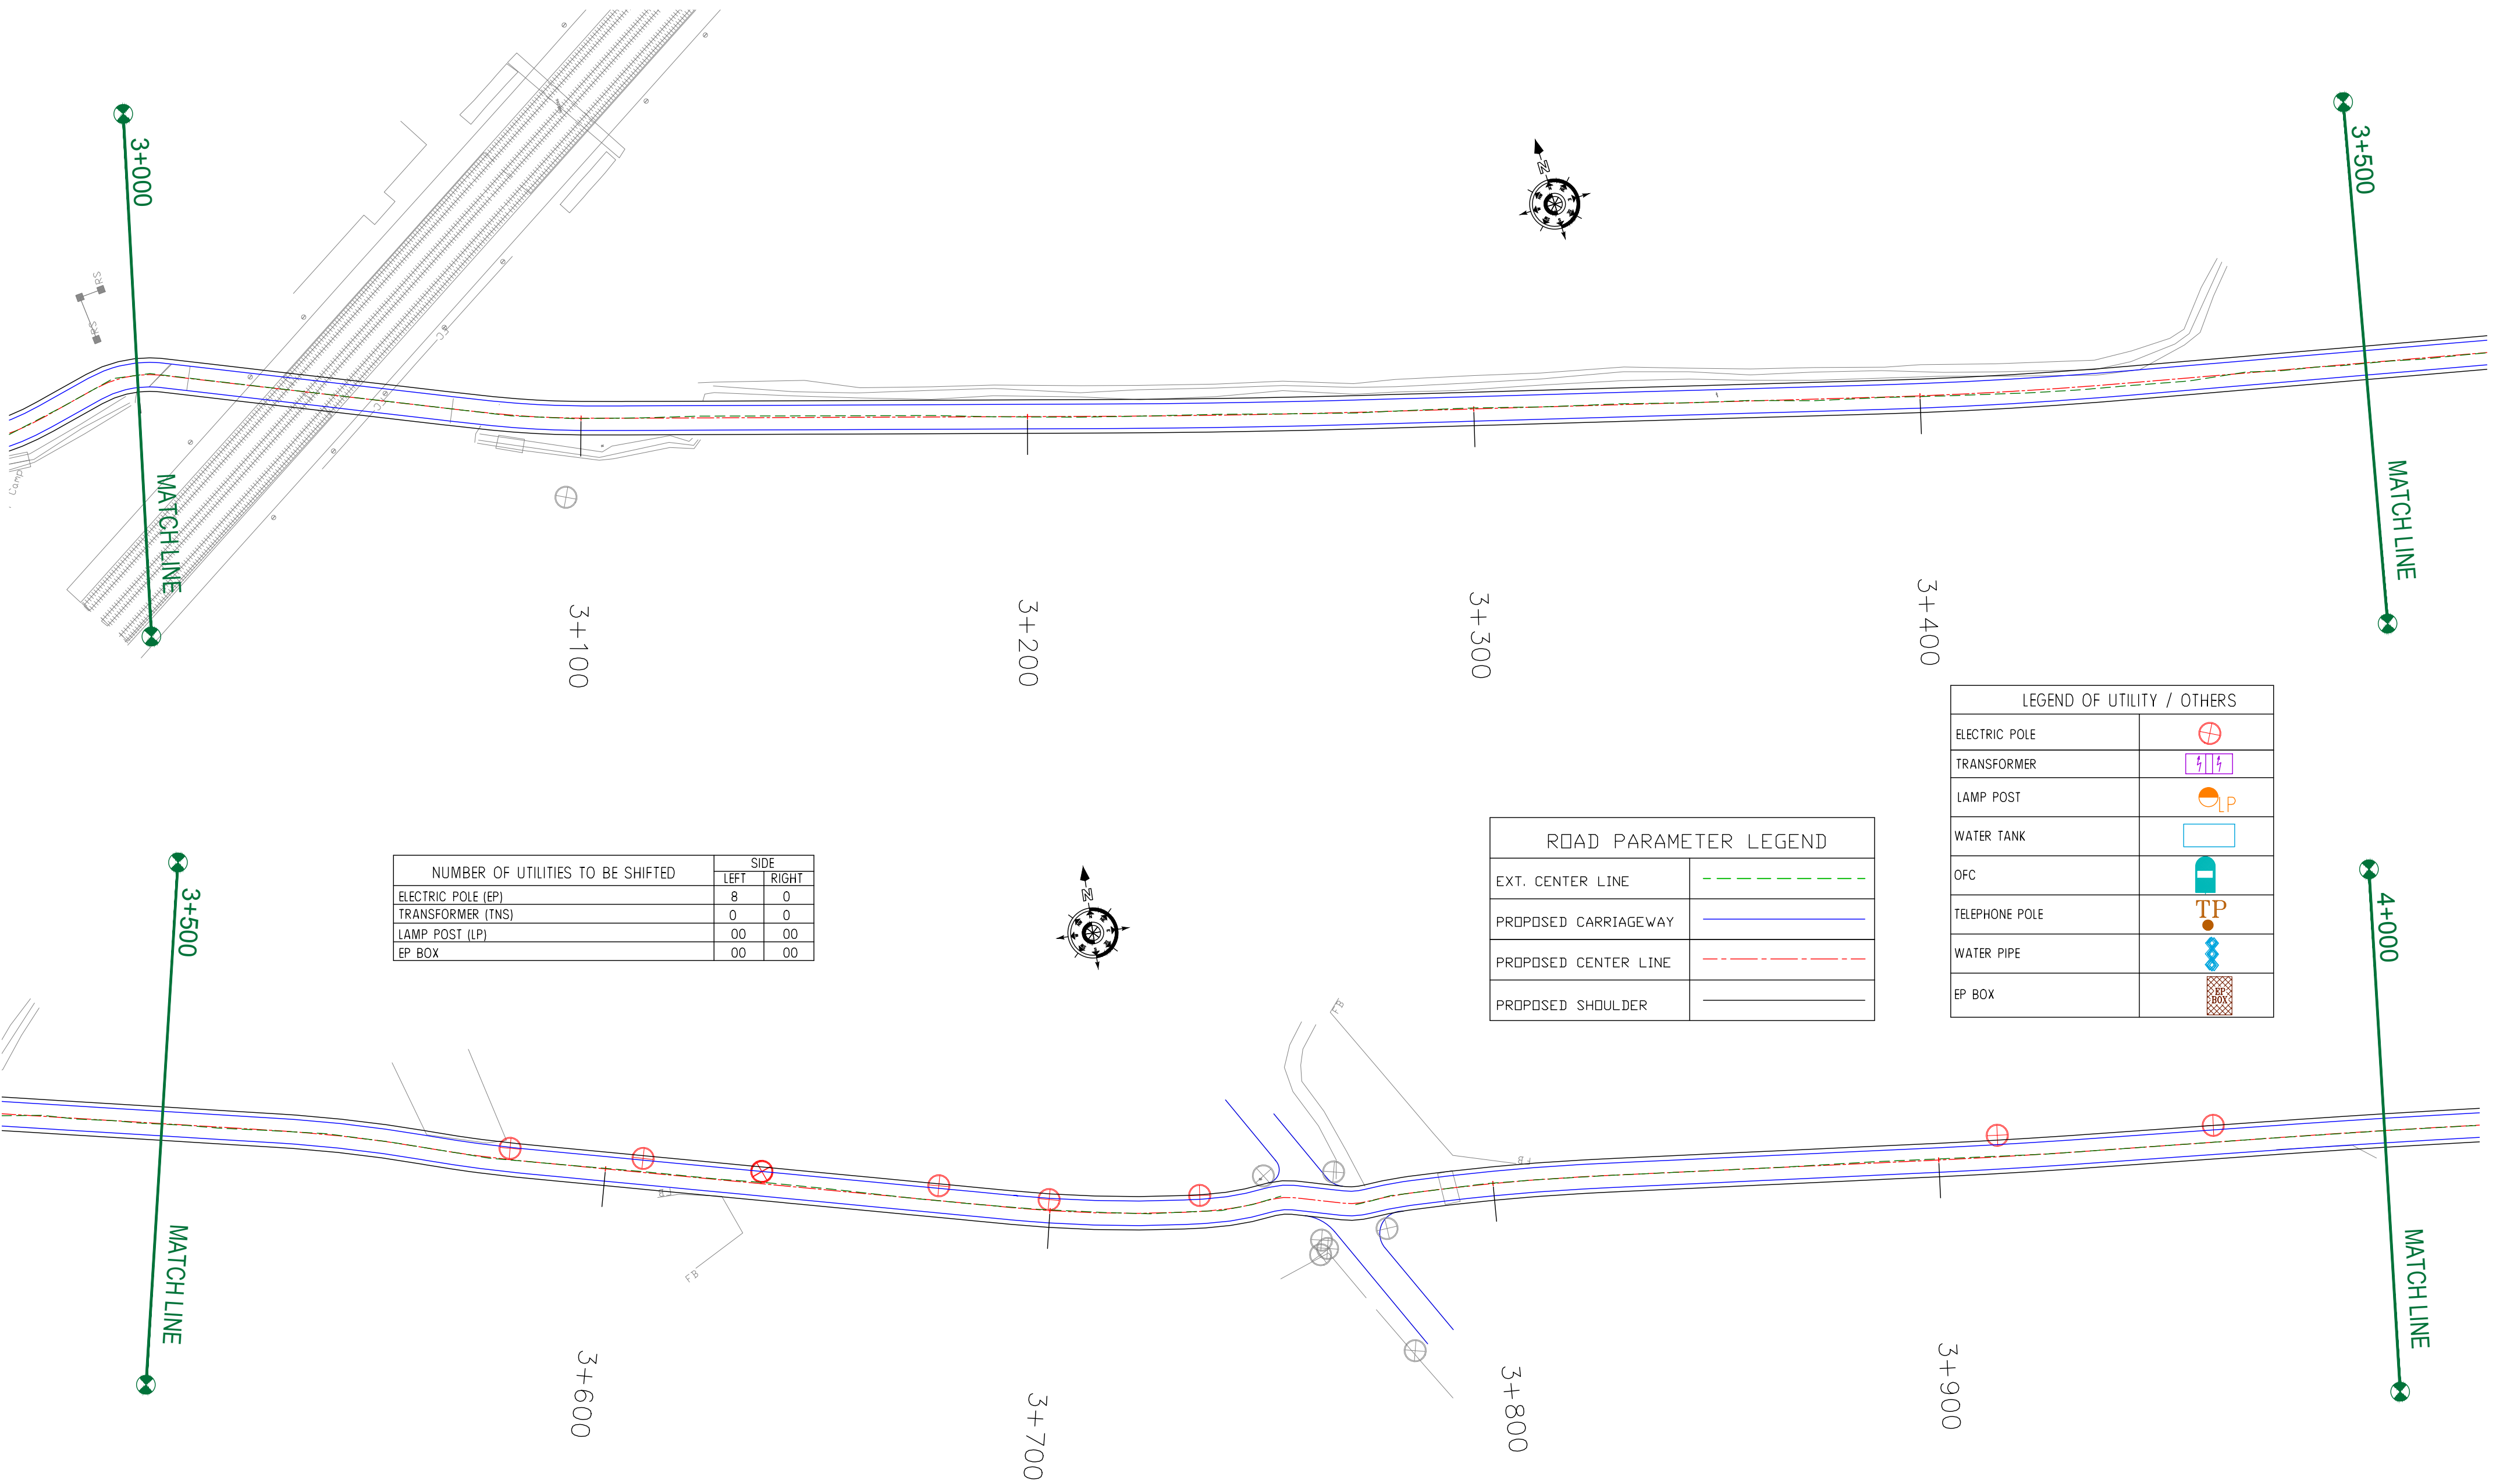 3+000
3+500
N
RS
RS
Camp
MATCH LINE
MATCH LINE
3+100
3+200
3+300
3+400
LEGEND OF UTILITY / OTHERS
ELECTRIC POLE
TRANSFORMER
LAMP POST
LP
WATER TANK
OFC
TELEPHONE POLE
TP
WATER PIPE
EP BOX
EP
BOX
ROAD PARAMETER LEGEND
EXT. CENTER LINE
PROPOSED CARRIAGEWAY
PROPOSED CENTER LINE
PROPOSED SHOULDER
NUMBER OF UTILITIES TO BE SHIFTED SIDE
LEFT RIGHT
ELECTRIC POLE (EP) 8 0
TRANSFORMER (TNS) 0 0
LAMP POST (LP) 00 00
EP BOX 00 00
N
3+500
4+000
FB
FB
FB
FB
MATCH LINE
MATCH LINE
3+600
3+700
3+800
3+900